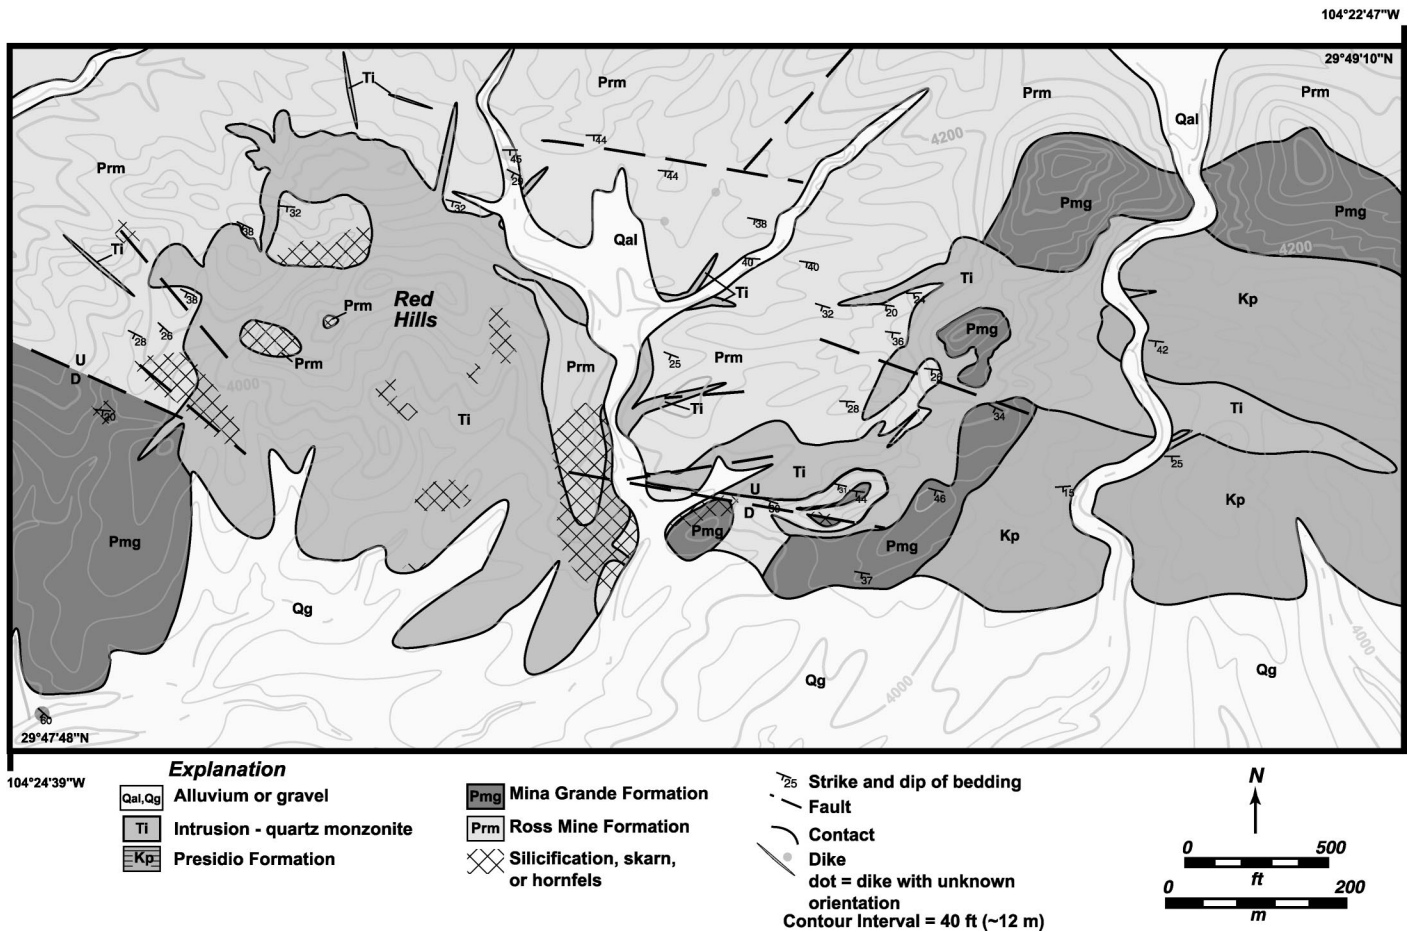 104°22'47"W
29°49'10"N
Prm
Ti
Prm
Qal
Prm
Prm
4200
44
45
29
44
32
32
38
38
Qal
Pmg
Pmg
4200
Ti
40
40
Ti
Ti
Kp
38
Prm
Red
Hills
32
20
24
36
Pmg
42
28
26
Prm
U
D
4000
Prm
25
Prm
26
20
Ti
28
34
Ti
Ti
25
Ti
U
D
39
31
44
46
15
Kp
Kp
Pmg
Pmg
Pmg
37
Qg
Qg
4000
Qg
4000
60
29°47'48"N
104°24'39"W
Explanation
Qal,Qg Alluvium or gravel
Ti Intrusion - quartz monzonite
Kp Presidio Formation
Pmg Mina Grande Formation
Prm Ross Mine Formation
Silicification, skarn,
or hornfels
25 Strike and dip of bedding
Fault
Contact
Dike
dot = dike with unknown
orientation
Contour Interval = 40 ft (~12 m)
N
0 500
ft
0 200
m